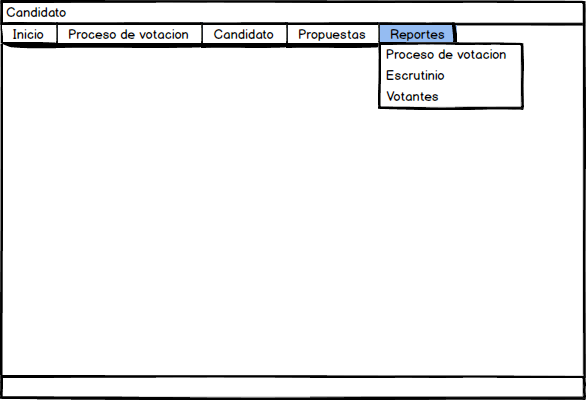 Candidato
Inicio Proceso de votacion Candidato Propuestas Reportes
Proceso de votacion
Escrutinio
Votantes